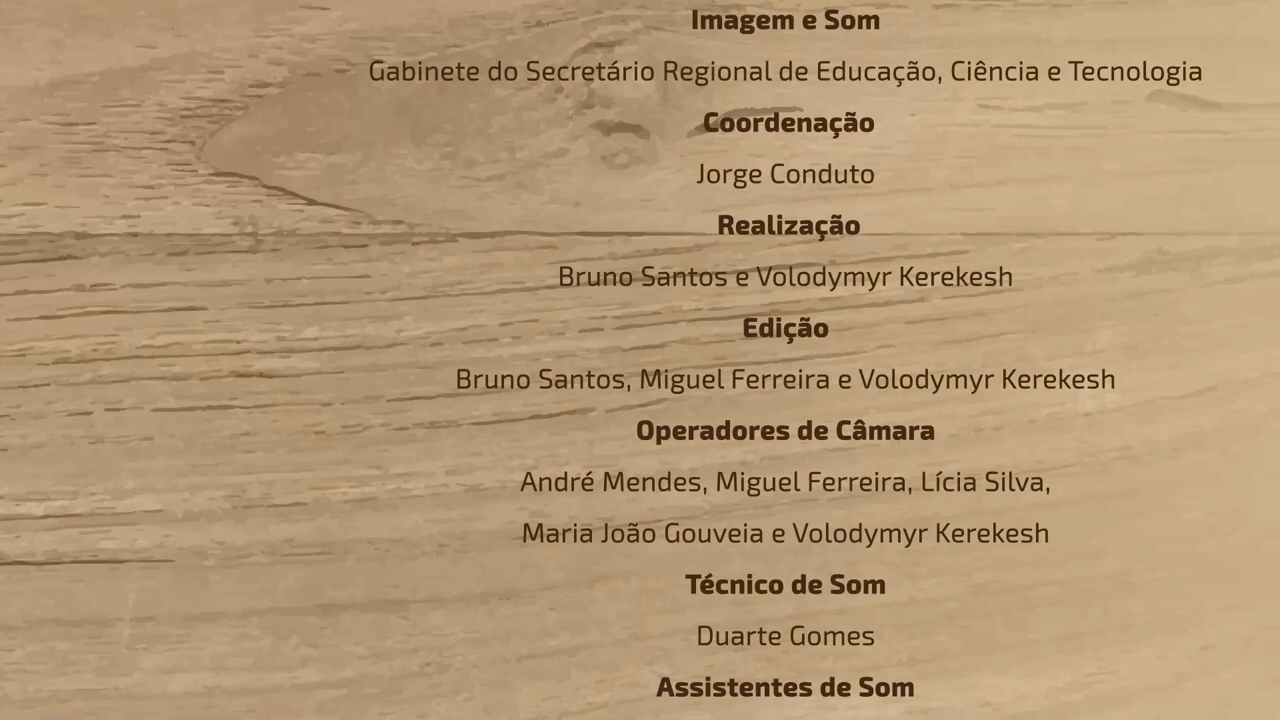 Imagem e Som
Gabinete do Secretário Regional de Educação, Ciência e Tecnologia
Coordenação
Jorge Conduto
Realização
Bruno Santos e Volodymyr Kerekesh
Edição
Bruno Santos, Miguel Ferreira e Volodymyr Kerekesh
Operadores de Câmara
André Mendes, Miguel Ferreira, Lícia Silva,
Maria João Gouveia e Volodymyr Kerekesh
Técnico de Som
Duarte Gomes
Assistentes de Som